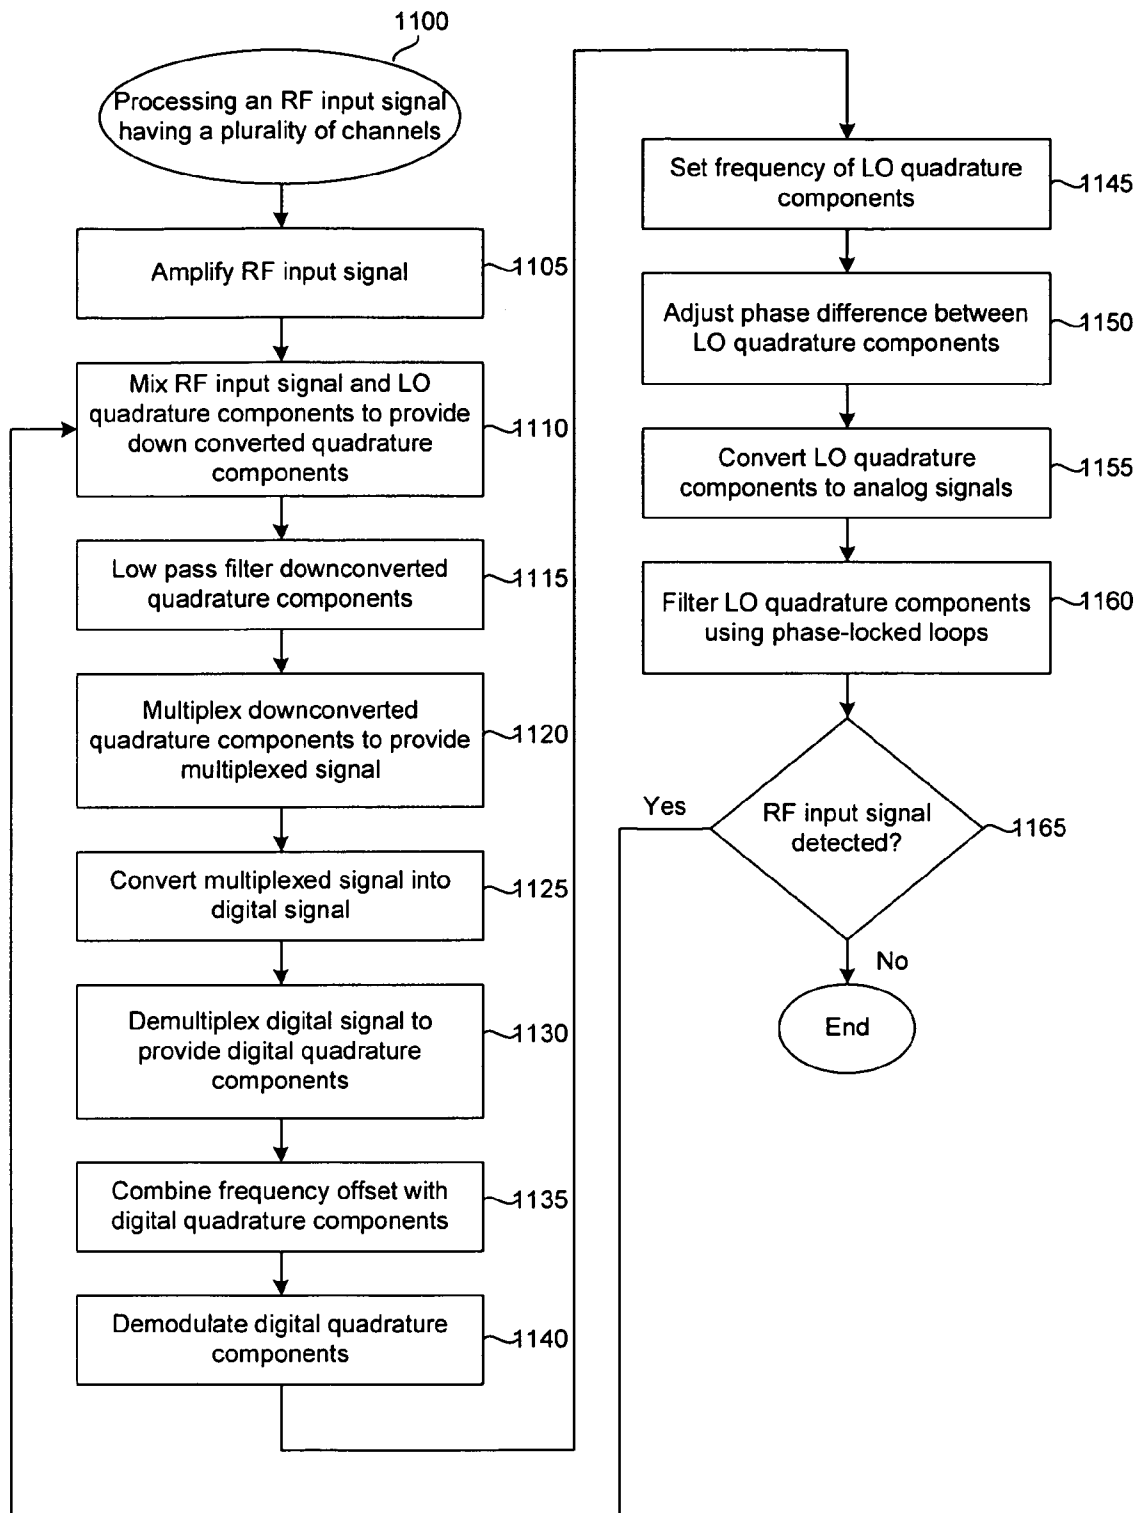 1100
Processing an RF input signal
having a plurality of channels
Amplify RF input signal
1105
Mix RF input signal and LO
quadrature components to provide
down converted quadrature
components
1110
Low pass filter downconverted
quadrature components
1115
Multiplex downconverted
quadrature components to provide
multiplexed signal
1120
Convert multiplexed signal into
digital signal
1125
Demultiplex digital signal to
provide digital quadrature
components
1130
Combine frequency offset with
digital quadrature components
1135
Demodulate digital quadrature
components
1140
Set frequency of LO quadrature
components
1145
Adjust phase difference between
LO quadrature components
1150
Convert LO quadrature
components to analog signals
1155
Filter LO quadrature components
using phase-locked loops
1160
Yes
RF input signal
detected?
1165
No
End